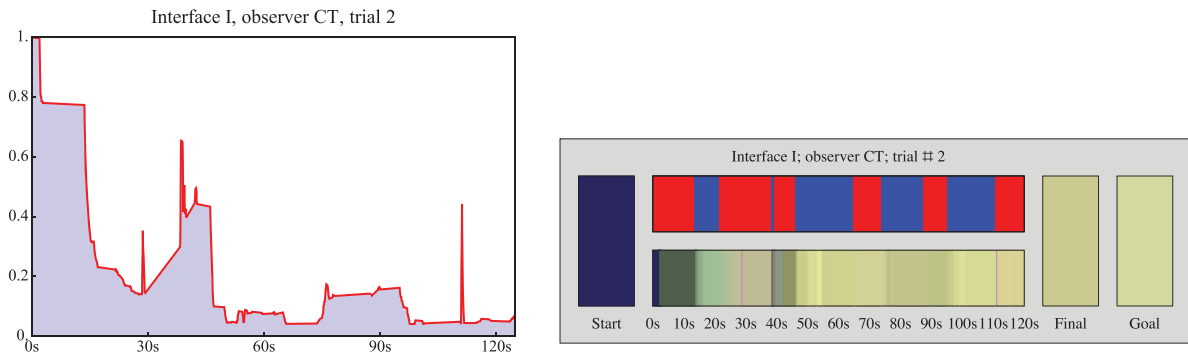 Interface I, observer CT, trial 2
1.
0.8
0.6
0.4
0.2
0
0s 30s 60s 90s 120s
Interface I; observer CT; trial # 2
Start 0s 10s 20s 30s 40s 50s 60s 70s 80s 90s 100s 110s 120s Final Goal